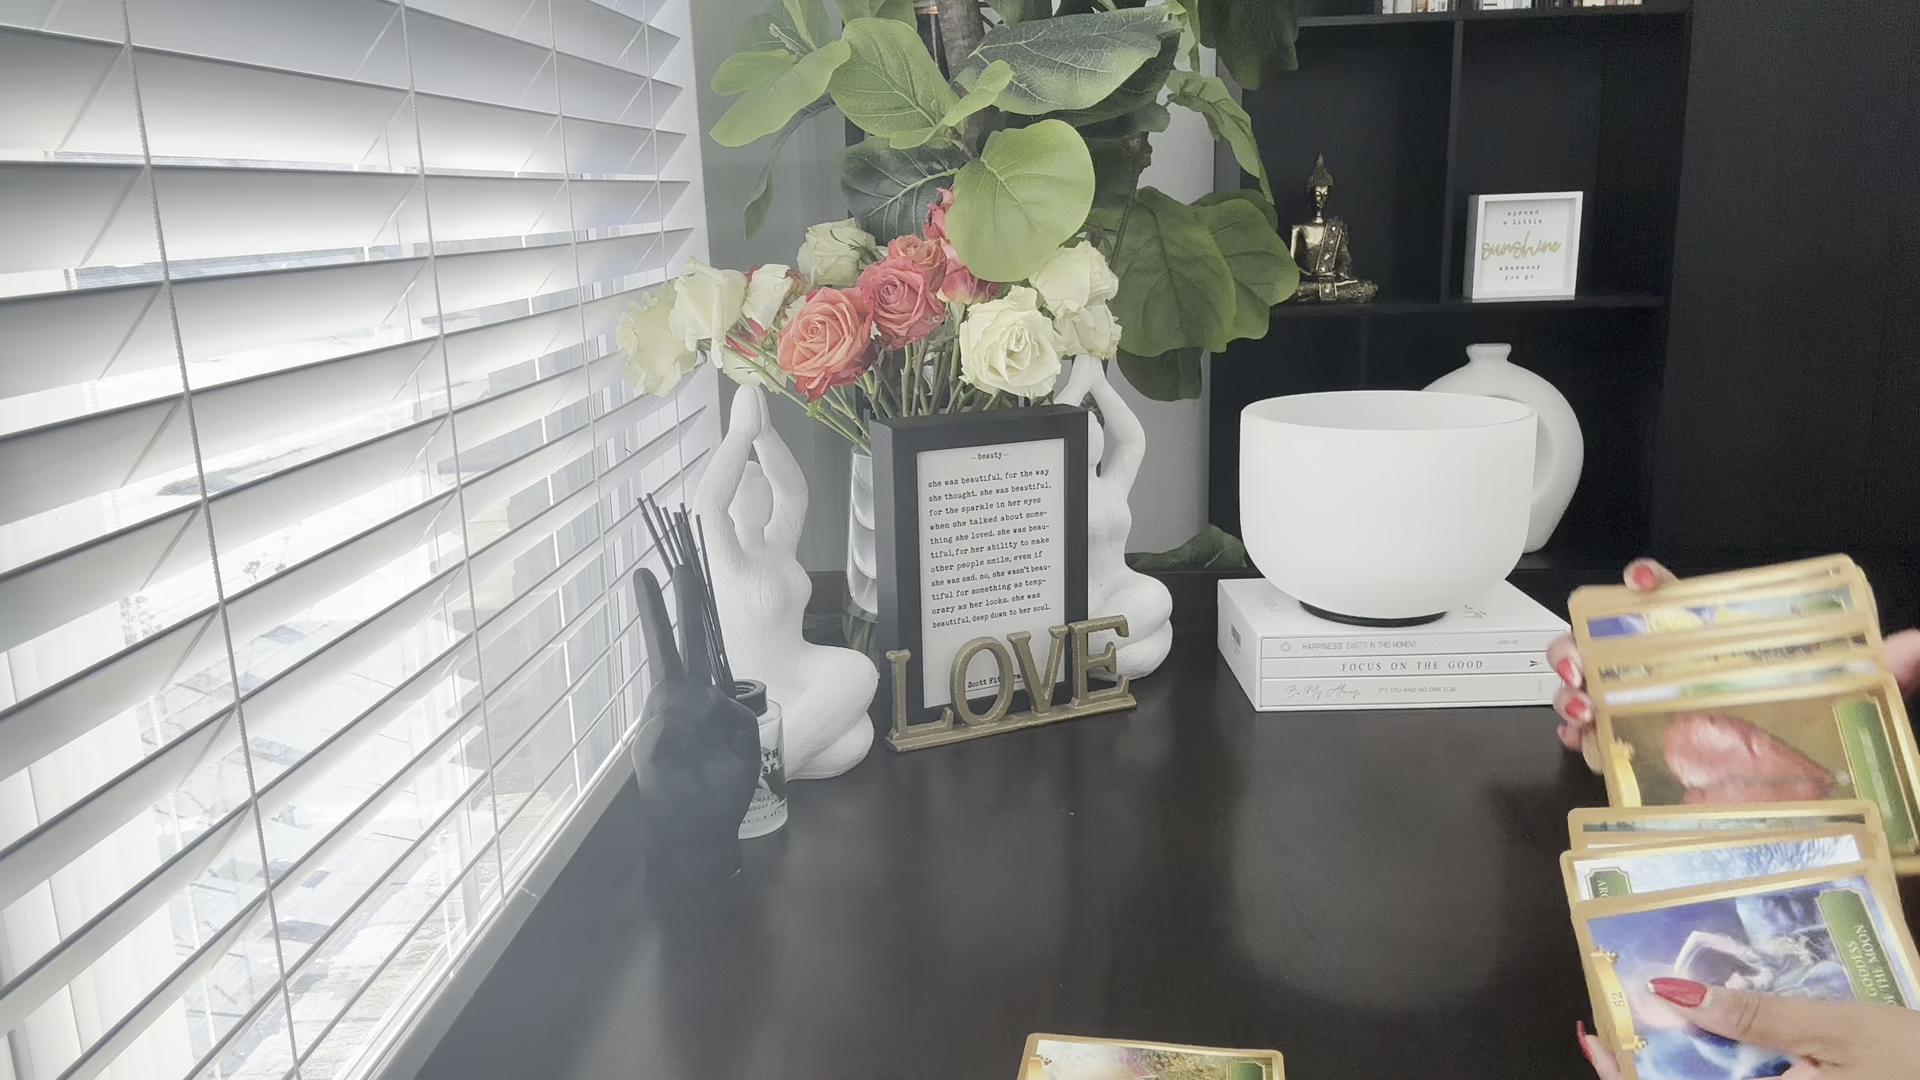 spread
a little
sunshine
wherever
you go
—beauty—
she was beautiful, for the way
she thought. she was beautiful,
for the sparkle in her eyes
when she talked about some-
thing she loved. she was beau-
tiful, for her ability to make
other people smile, even if
she was sad. no, she wasn't beau-
tiful for something as temp-
orary as her looks. she was
beautiful, deep down to her soul.
Scott
LOVE
HAPPINESS EXISTS IN THIS MOMENT
FOCUS ON THE GOOD
Be My Always
IT'S YOU AND NO ONE ELSE
GODDESS
THE MOON
52